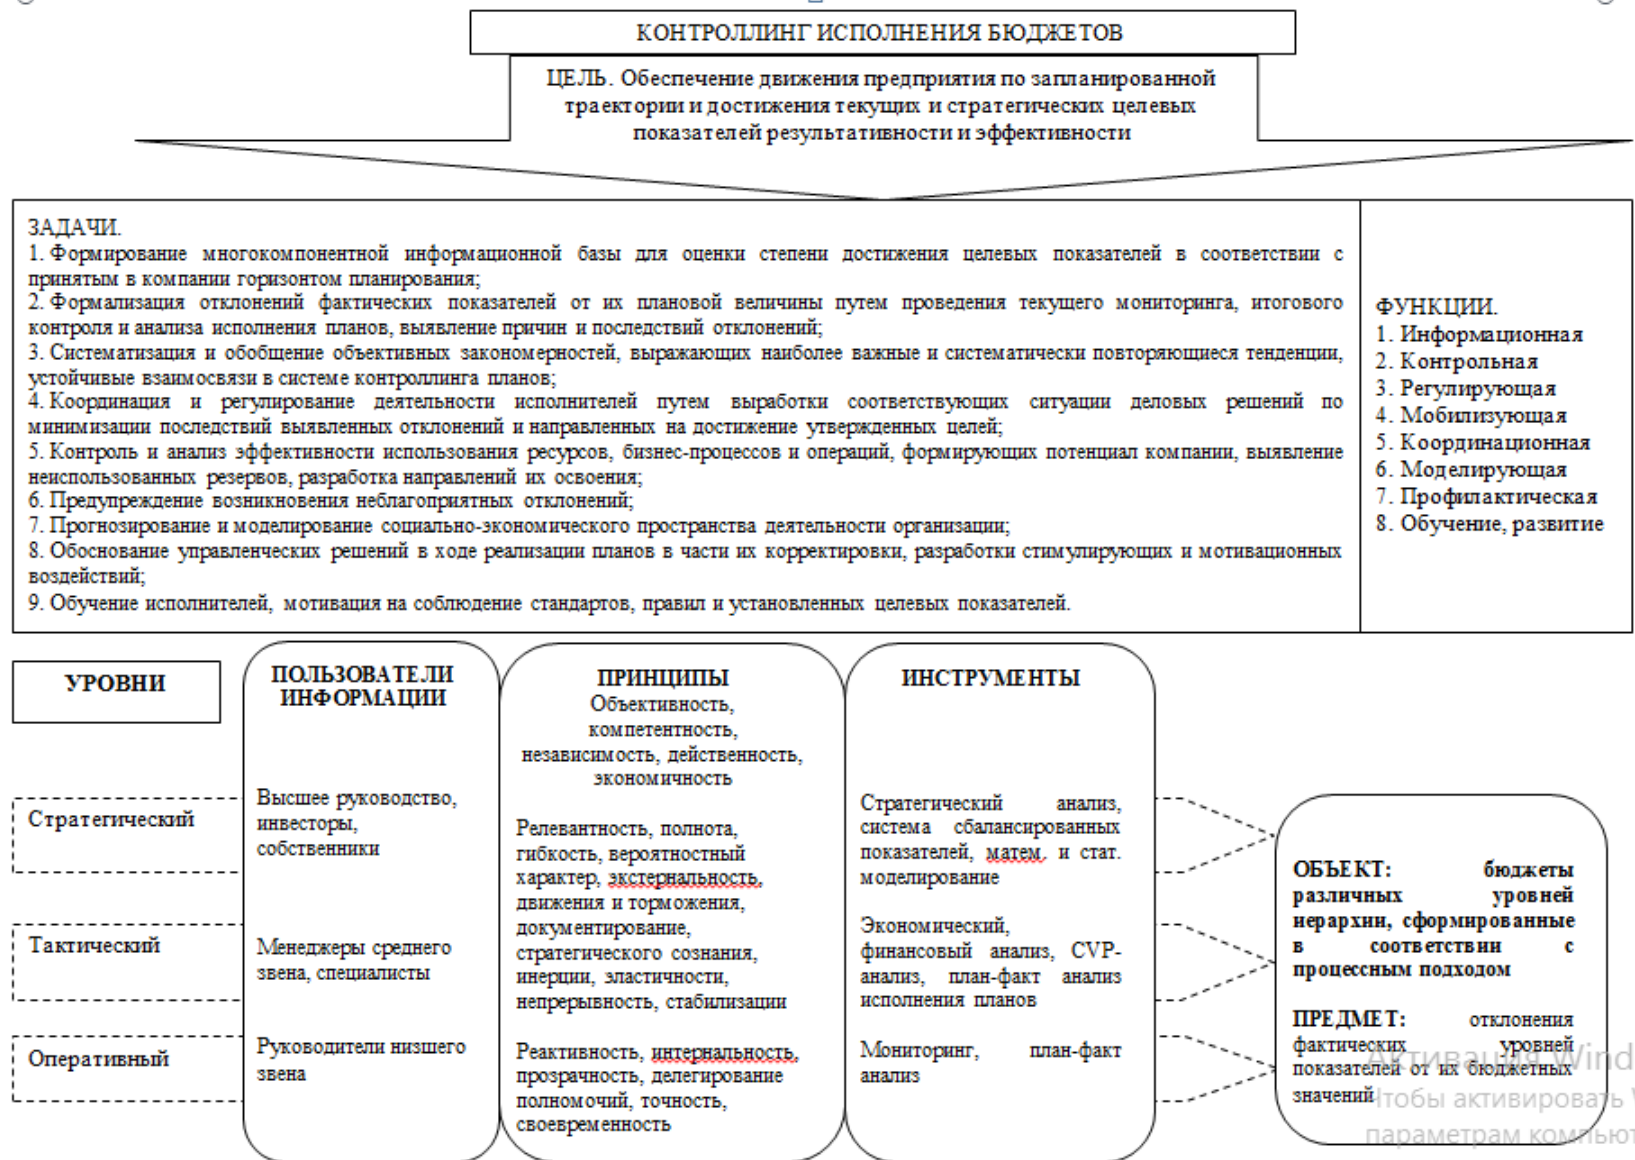 КОНТРОЛЛИНГ ИСПОЛНЕНИЯ БЮДЖЕТОВ
ЦЕЛЬ. Обеспечение движения предприятия по запланированной
траектории и достижения текущих и стратегических целевых
показателей результативности и эффективности
ЗАДАЧИ.
1. Формирование многокомпонентной информационной базы для оценки степени достижения целевых показателей в соответствии с
принятым в компании горизонтом планирования;
2. Формализация отклонений фактических показателей от их плановой величины путем проведения текущего мониторинга, итогового
контроля и анализа исполнения планов, выявление причин и последствий отклонений;
3. Систематизация и обобщение объективных закономерностей, выражающих наиболее важные и систематически повторяющиеся тенденции,
устойчивые взаимосвязи в системе контроллинга планов;
4. Координация и регулирование деятельности исполнителей путем выработки соответствующих ситуации деловых решений по
минимизации последствий выявленных отклонений и направленных на достижение утвержденных целей;
5. Контроль и анализ эффективности использования ресурсов, бизнес-процессов и операций, формирующих потенциал компании, выявление
неиспользованных резервов, разработка направлений их освоения;
6. Предупреждение возникновения неблагоприятных отклонений;
7. Прогнозирование и моделирование социально-экономического пространства деятельности организации;
8. Обоснование управленческих решений в ходе реализации планов в части их корректировки, разработки стимулирующих и мотивационных
воздействий;
9. Обучение исполнителей, мотивация на соблюдение стандартов, правил и установленных целевых показателей.
ФУНКЦИИ.
1. Информационная
2. Контрольная
3. Регулирующая
4. Мобилизующая
5. Координационная
6. Моделирующая
7. Профилактическая
8. Обучение, развитие
УРОВНИ
Стратегический
Тактический
Оперативный
ПОЛЬЗОВАТЕЛИ
ИНФОРМАЦИИ
Высшее руководство,
инвесторы,
собственники
Менеджеры среднего
звена, специалисты
Руководители низшего
звена
ПРИНЦИПЫ
Объективность,
компетентность,
независимость, действенность,
экономичность
Релевантность, полнота,
гибкость, вероятностный
характер, экстернальность,
движения и торможения,
документирование,
стратегического сознания,
инерции, эластичности,
непрерывность, стабилизации
Реактивность, интернальность,
прозрачность, делегирование
полномочий, точность,
своевременность
ИНСТРУМЕНТЫ
Стратегический анализ,
система сбалансированных
показателей, матем. и стат.
моделирование
Экономический,
финансовый анализ, CVP-
анализ, план-факт анализ
исполнения планов
Мониторинг, план-факт
анализ
ОБЪЕКТ: бюджеты
различных уровней
иерархии, сформированные
в соответствии с
процессным подходом
ПРЕДМЕТ: отклонения
фактических уровней
показателей от их бюджетных
значений
Активация Wind
Чтобы активировать W
параметрам компьют